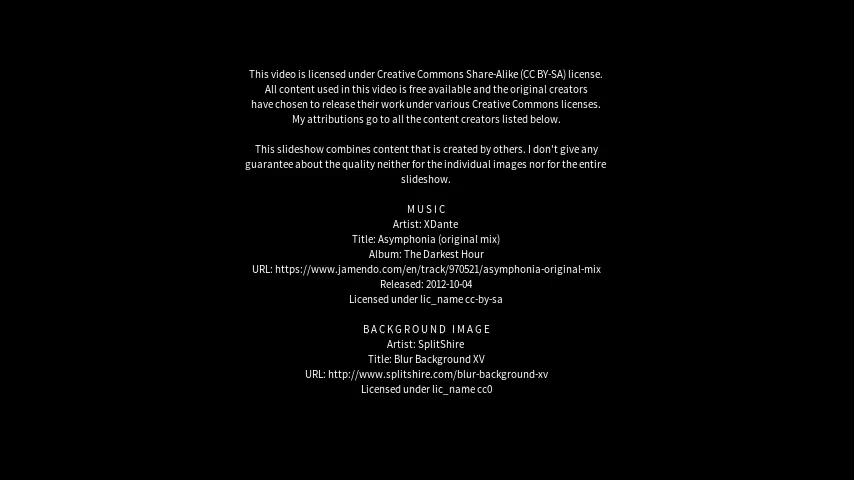 This video is licensed under Creative Commons Share-Alike (CC BY-SA) license.
All content used in this video is free available and the original creators
have chosen to release their work under various Creative Commons licenses.
My attributions go to all the content creators listed below.
This slideshow combines content that is created by others. I don't give any
guarantee about the quality neither for the individual images nor for the entire
slideshow.
MUSIC
Artist: XDante
Title: Asymphonia (original mix)
Album: The Darkest Hour
URL: https://www.jamendo.com/en/track/970521/asymphonia-original-mix
Released: 2012-10-04
Licensed under lic_name cc-by-sa
BACKGROUND IMAGE
Artist: SplitShire
Title: Blur Background XV
URL: http://www.splitshire.com/blur-background-xv
Licensed under lic_name cc0